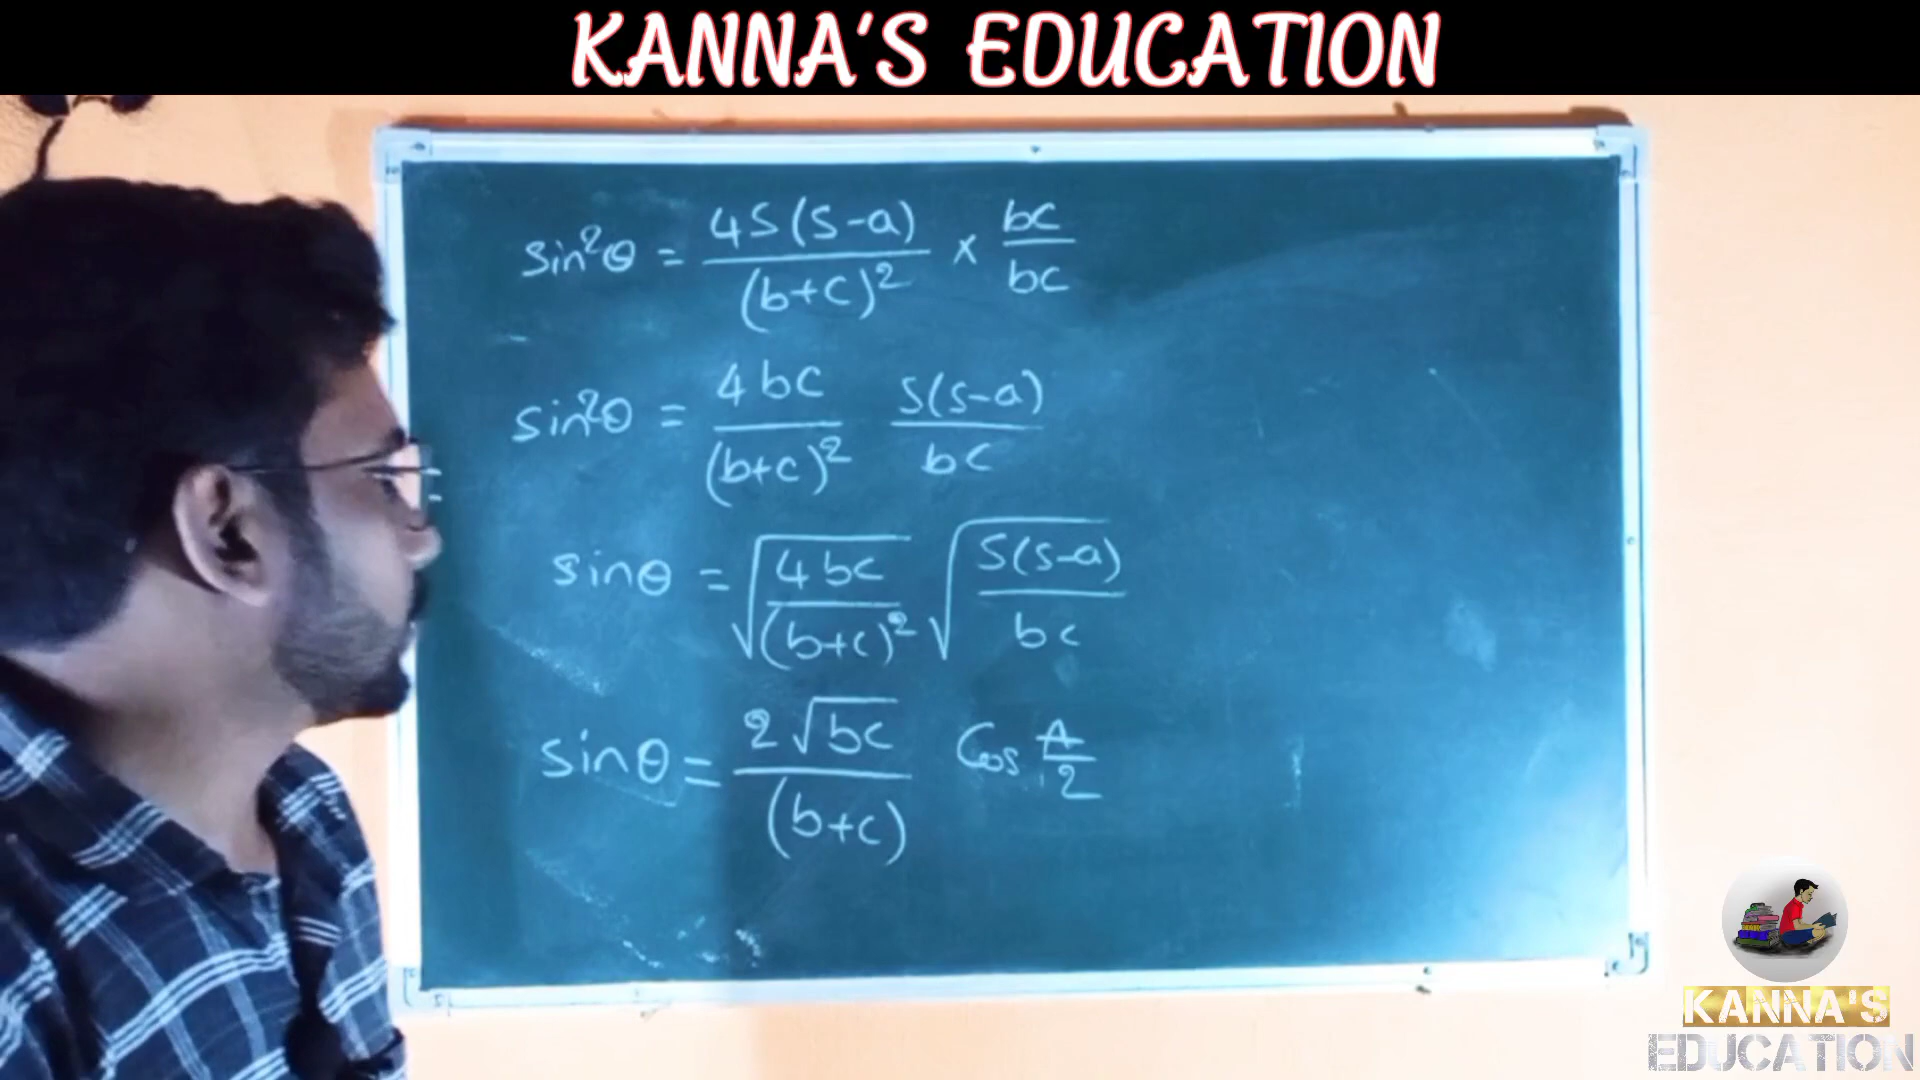 KANNA'S EDUCATION
sin²θ = 4S(S-a)/(b+c)² × bc/bc
sin²θ = 4bc/(b+c)² S(S-a)/bc
sinθ = √(4bc/(b+c)²) √(S(S-a)/bc)
sinθ = 2√bc/(b+c) Cos A/2
KANNA'S
EDUCATION